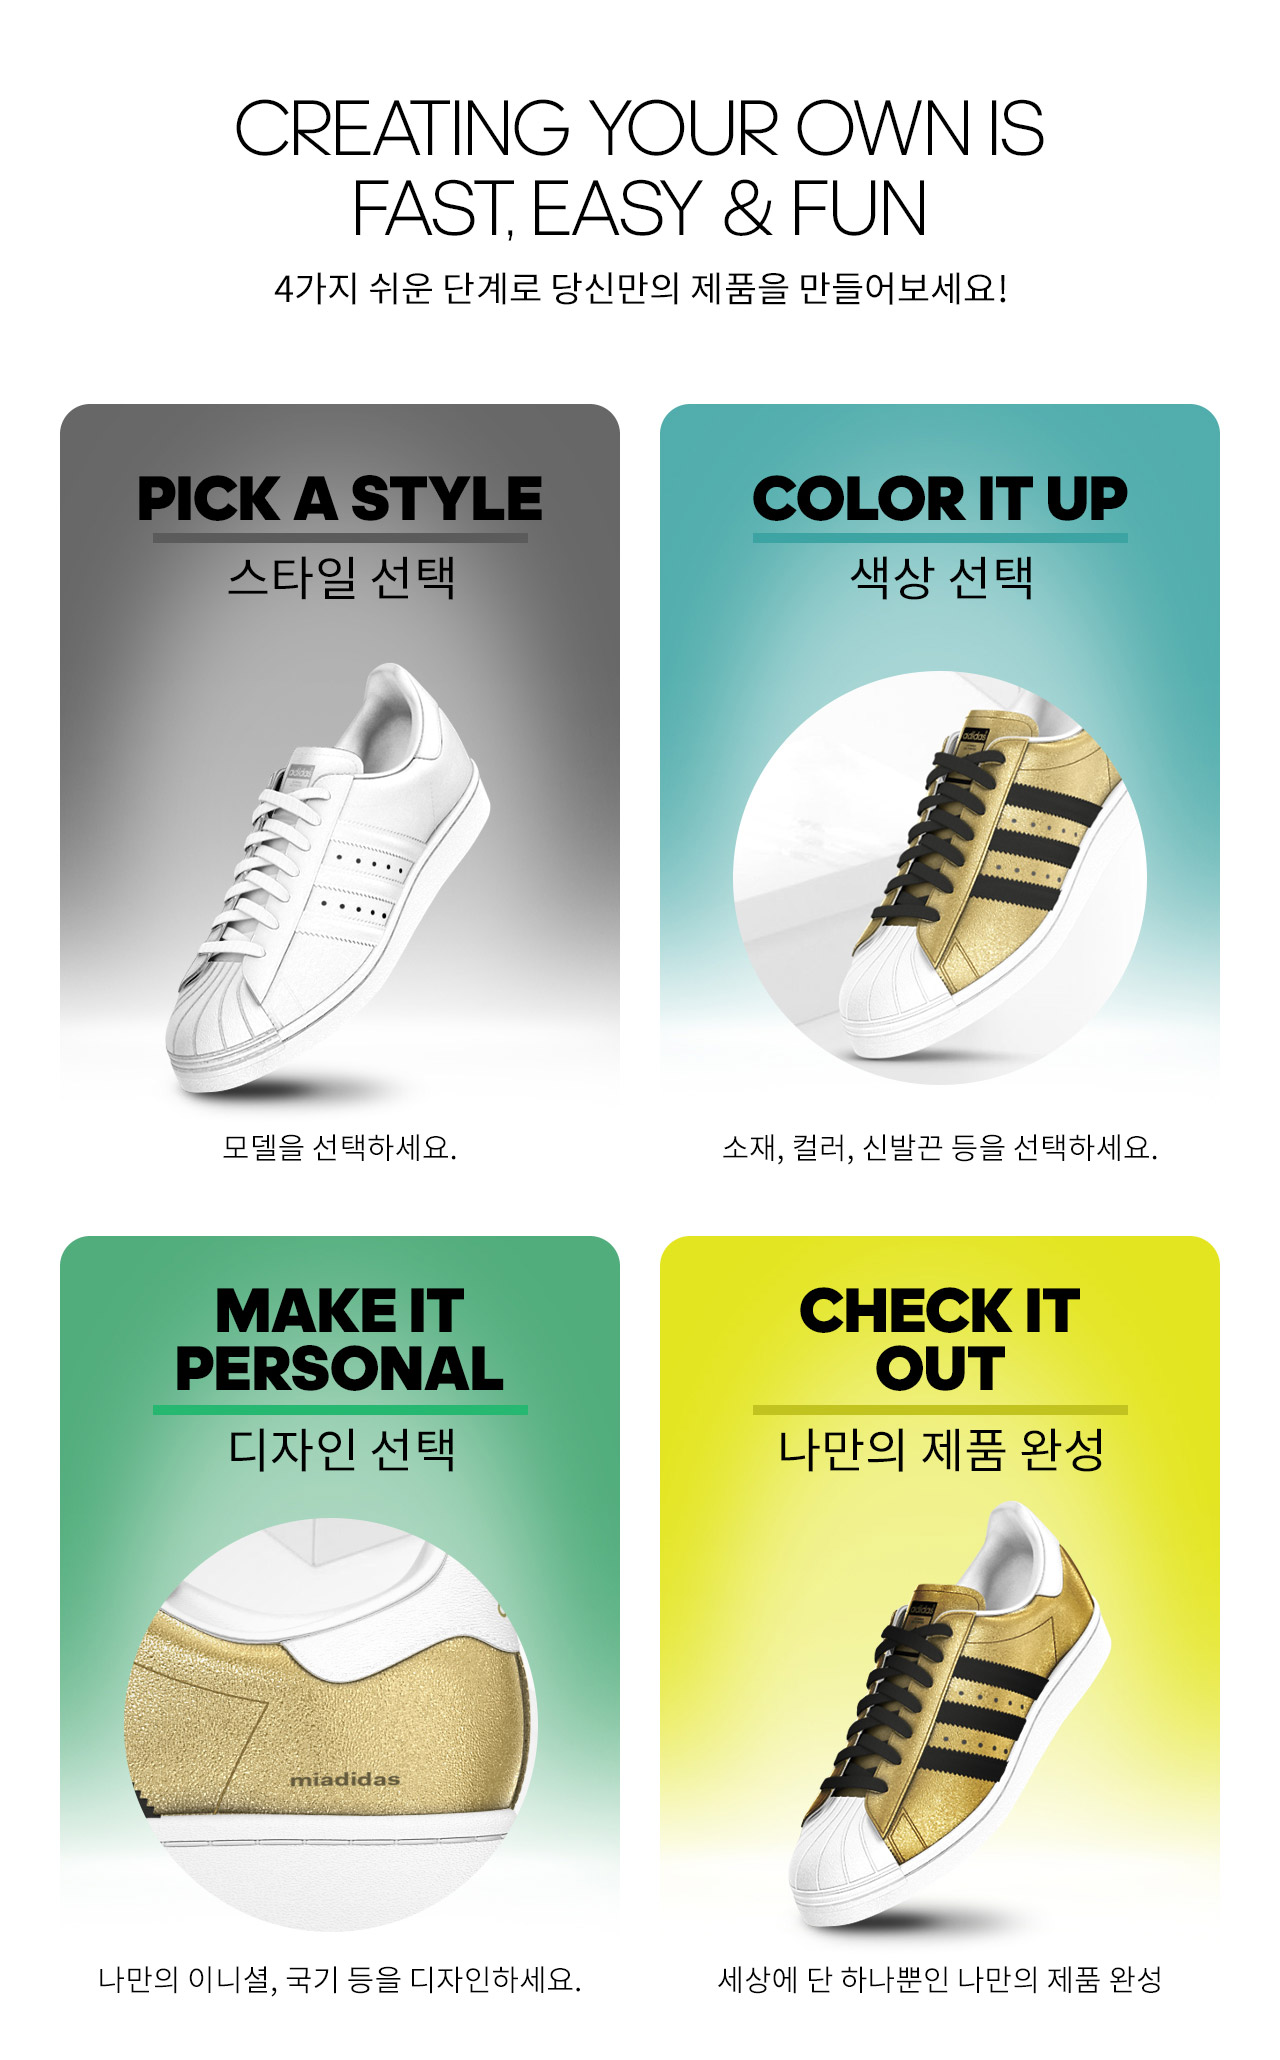 CREATING YOUR OWN IS
FAST, EASY & FUN
4가지 쉬운 단계로 당신만의 제품을 만들어보세요!
PICK A STYLE
스타일 선택
adidas
모델을 선택하세요.
COLOR IT UP
색상 선택
adidas
소재, 컬러, 신발끈 등을 선택하세요.
MAKE IT
PERSONAL
디자인 선택
miadidas
나만의 이니셜, 국기 등을 디자인하세요.
CHECK IT
OUT
나만의 제품 완성
adidas
세상에 단 하나뿐인 나만의 제품 완성